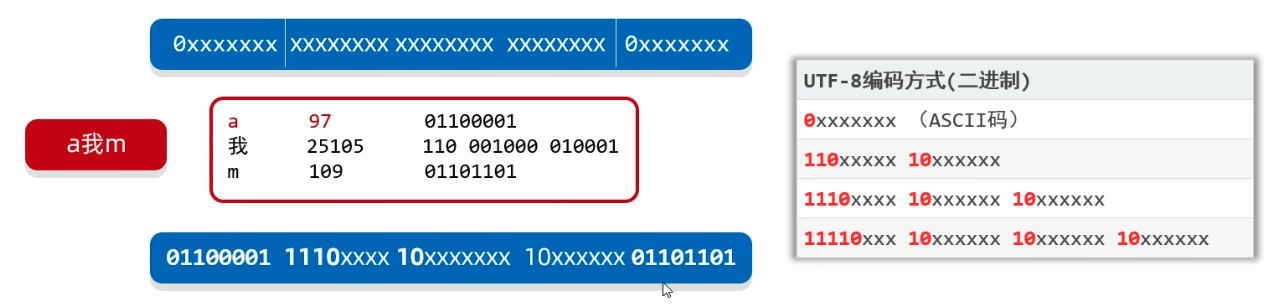 0xxxxxxx xxxxxxxx xxxxxxxx xxxxxxxx 0xxxxxxx
a我m
a 97 01100001
我 25105 110 001000 010001
m 109 01101101
01100001 1110xxxx 10xxxxxxx 10xxxxxx 01101101
UTF-8编码方式(二进制)
0xxxxxxx （ASCII码）
110xxxxx 10xxxxxx
1110xxxx 10xxxxxx 10xxxxxx
11110xxx 10xxxxxx 10xxxxxx 10xxxxxx